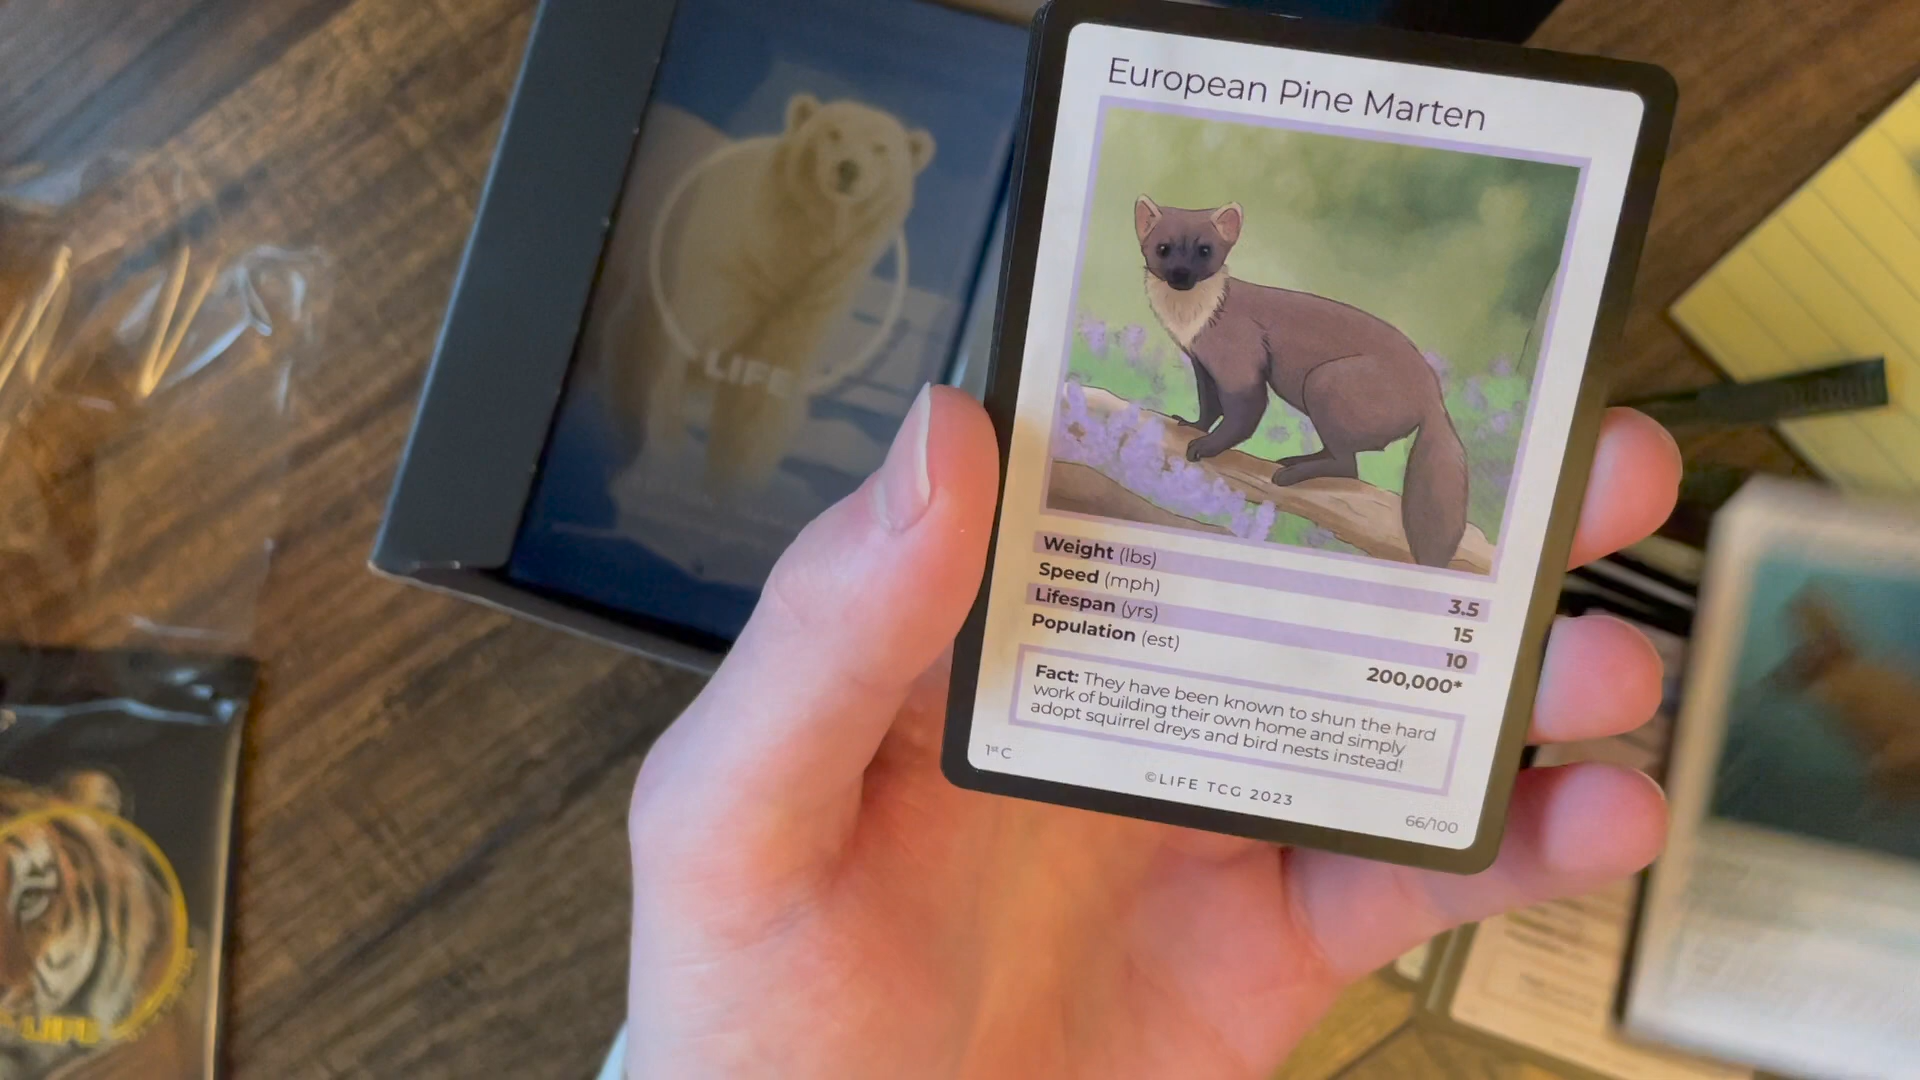 European Pine Marten
Weight (lbs) 3.5
Speed (mph) 15
Lifespan (yrs) 10
Population (est) 200,000*
Fact: They have been known to shun the hard
work of building their own home and simply
adopt squirrel dreys and bird nests instead!
1st C
©LIFE TCG 2023
66/100
LIFE
LIFE